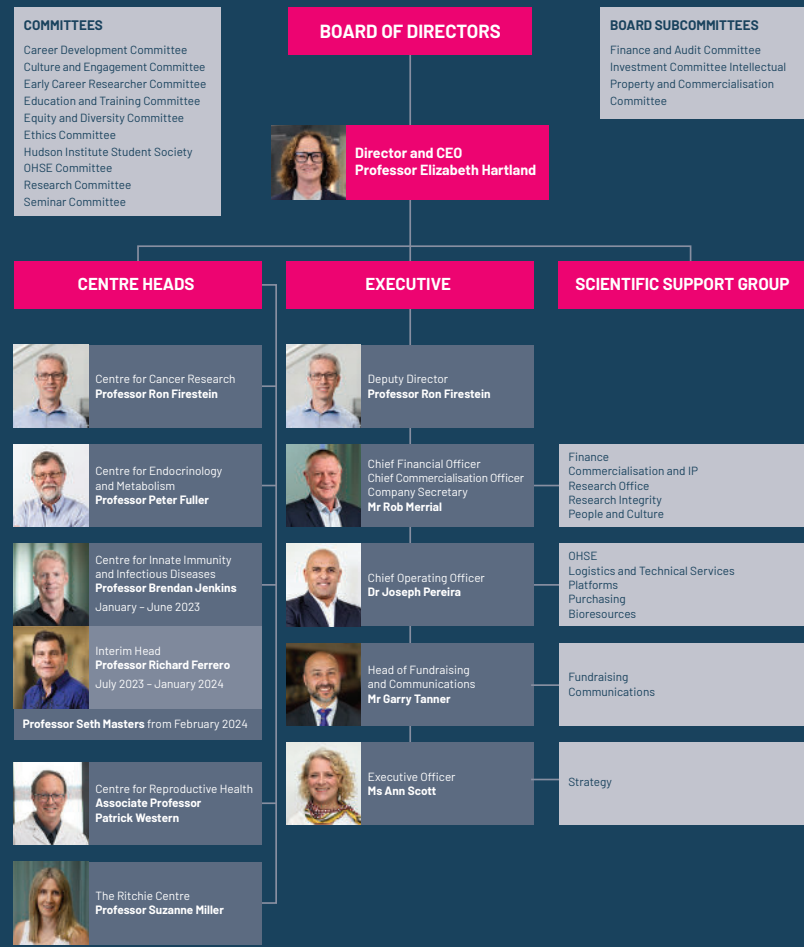 COMMITTEES
Career Development Committee
Culture and Engagement Committee
Early Career Researcher Committee
Education and Training Committee
Equity and Diversity Committee
Ethics Committee
Hudson Institute Student Society
OHSE Committee
Research Committee
Seminar Committee
BOARD OF DIRECTORS
BOARD SUBCOMMITTEES
Finance and Audit Committee
Investment Committee Intellectual
Property and Commercialisation
Committee
Director and CEO
Professor Elizabeth Hartland
CENTRE HEADS
Centre for Cancer Research
Professor Ron Firestein
Centre for Endocrinology
and Metabolism
Professor Peter Fuller
Centre for Innate Immunity
and Infectious Diseases
Professor Brendan Jenkins
January – June 2023
Interim Head
Professor Richard Ferrero
July 2023 – January 2024
Professor Seth Masters from February 2024
Centre for Reproductive Health
Associate Professor
Patrick Western
The Ritchie Centre
Professor Suzanne Miller
EXECUTIVE
Deputy Director
Professor Ron Firestein
Chief Financial Officer
Chief Commercialisation Officer
Company Secretary
Mr Rob Merrial
Chief Operating Officer
Dr Joseph Pereira
Head of Fundraising
and Communications
Mr Garry Tanner
Executive Officer
Ms Ann Scott
SCIENTIFIC SUPPORT GROUP
Finance
Commercialisation and IP
Research Office
Research Integrity
People and Culture
OHSE
Logistics and Technical Services
Platforms
Purchasing
Bioresources
Fundraising
Communications
Strategy